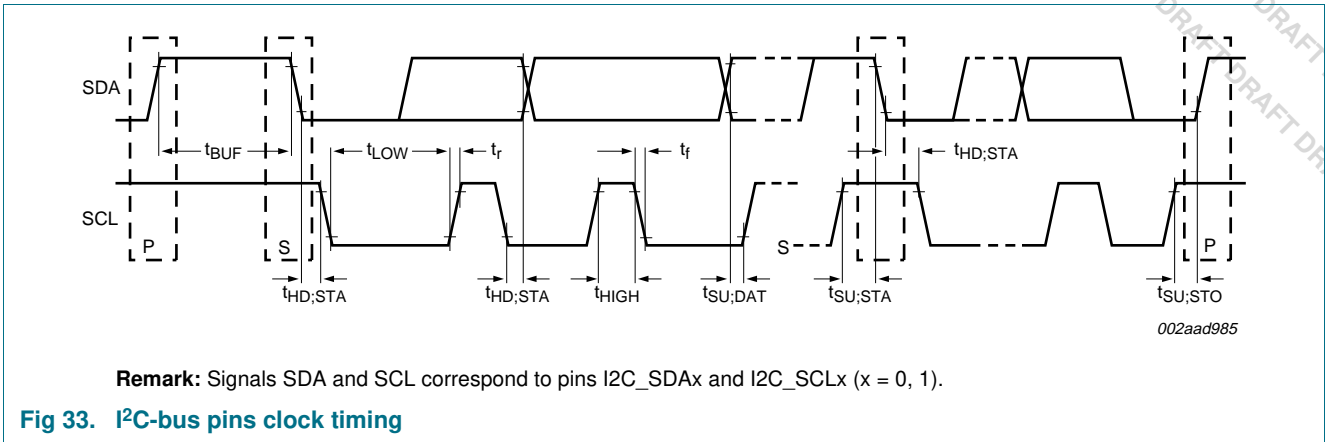 DRAFT DRAFT
DRAFT DRAFT DRA
SDA
tBUF
tLOW
tr
tf
tHD;STA
SCL
P
S
S
P
tHD;STA
tHD;STA
tHIGH
tSU;DAT
tSU;STA
tSU;STO
002aad985
Remark: Signals SDA and SCL correspond to pins I2C_SDAx and I2C_SCLx (x = 0, 1).
Fig 33. I2C-bus pins clock timing